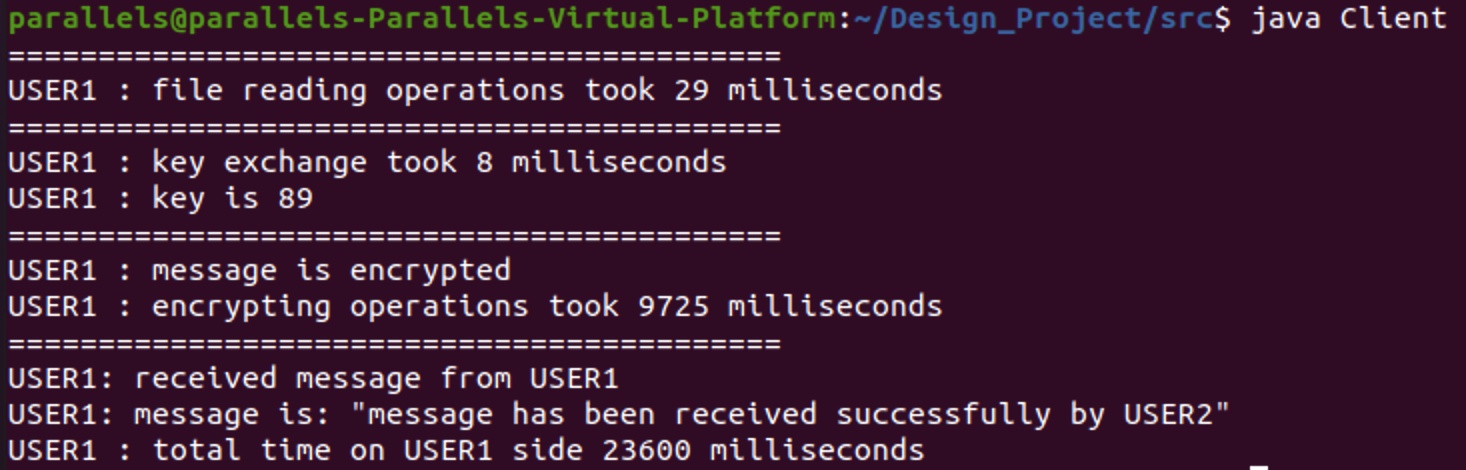 parallels@parallels-Parallels-Virtual-Platform:~/Design_Project/src$ java Client
===========================================
USER1 : file reading operations took 29 milliseconds
===========================================
USER1 : key exchange took 8 milliseconds
USER1 : key is 89
===========================================
USER1 : message is encrypted
USER1 : encrypting operations took 9725 milliseconds
===========================================
USER1: received message from USER1
USER1: message is: "message has been received successfully by USER2"
USER1 : total time on USER1 side 23600 milliseconds